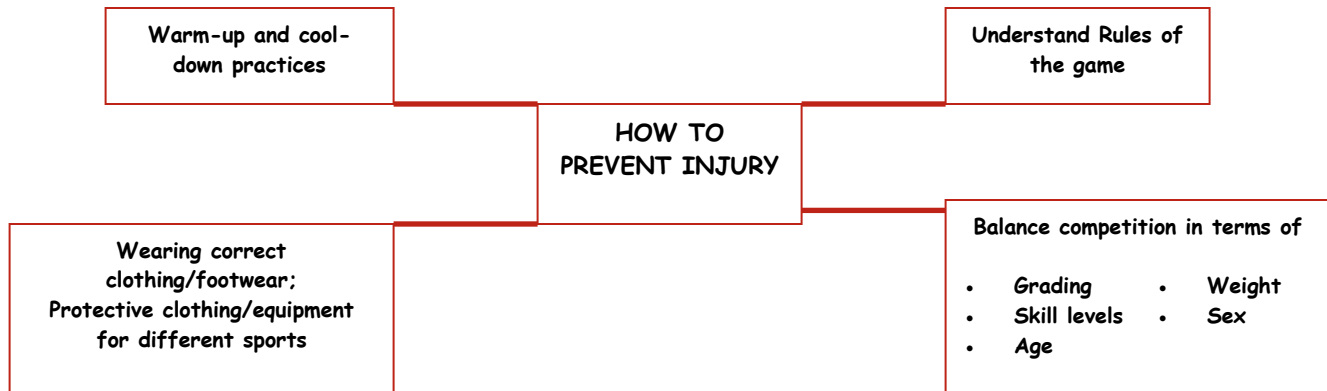 Warm-up and cool-
down practices
Understand Rules of
the game
HOW TO
PREVENT INJURY
Wearing correct
clothing/footwear;
Protective clothing/equipment
for different sports
Balance competition in terms of
• Grading
• Skill levels
• Age
• Weight
• Sex